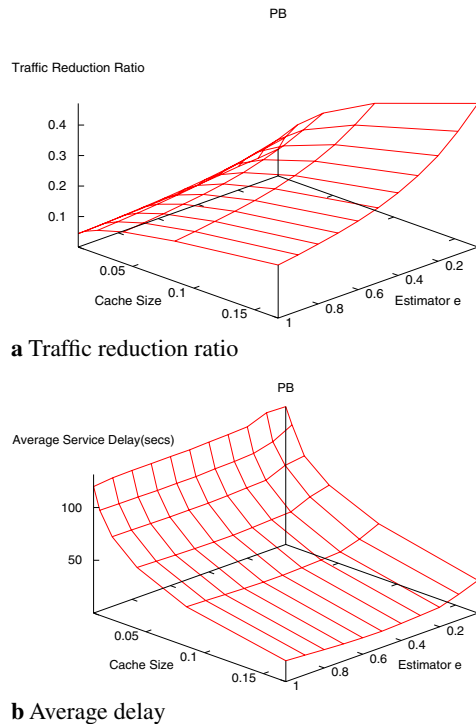 PB
Traffic Reduction Ratio
0.4
0.3
0.2
0.1
0.05
0.1
0.15
Cache Size
1
0.8
0.6
0.4
0.2
Estimator e
a Traffic reduction ratio
PB
Average Service Delay(secs)
100
50
0.05
0.1
0.15
Cache Size
1
0.8
0.6
0.4
0.2
Estimator e
b Average delay